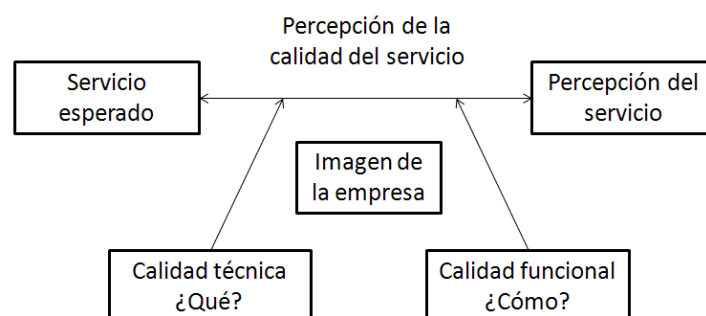 Percepción de la
calidad del servicio
Servicio
esperado
Percepción del
servicio
Imagen de
la empresa
Calidad técnica
¿Qué?
Calidad funcional
¿Cómo?